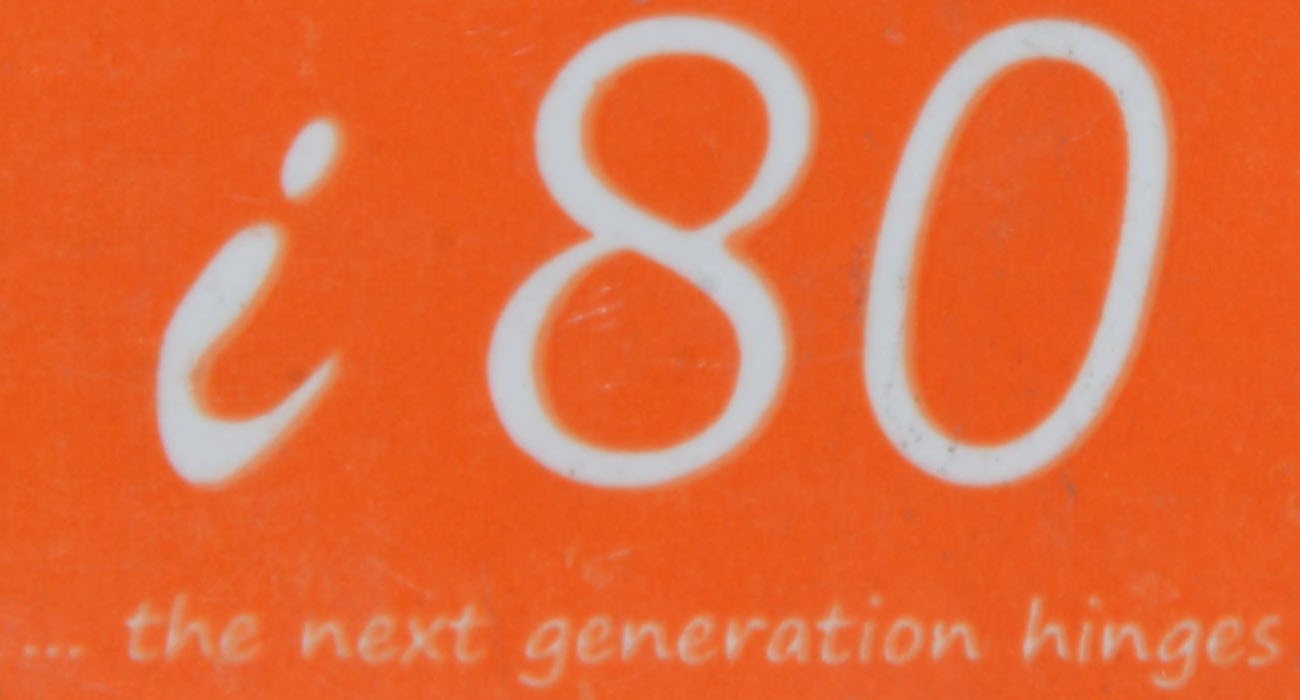 i 80
... the next generation hinges